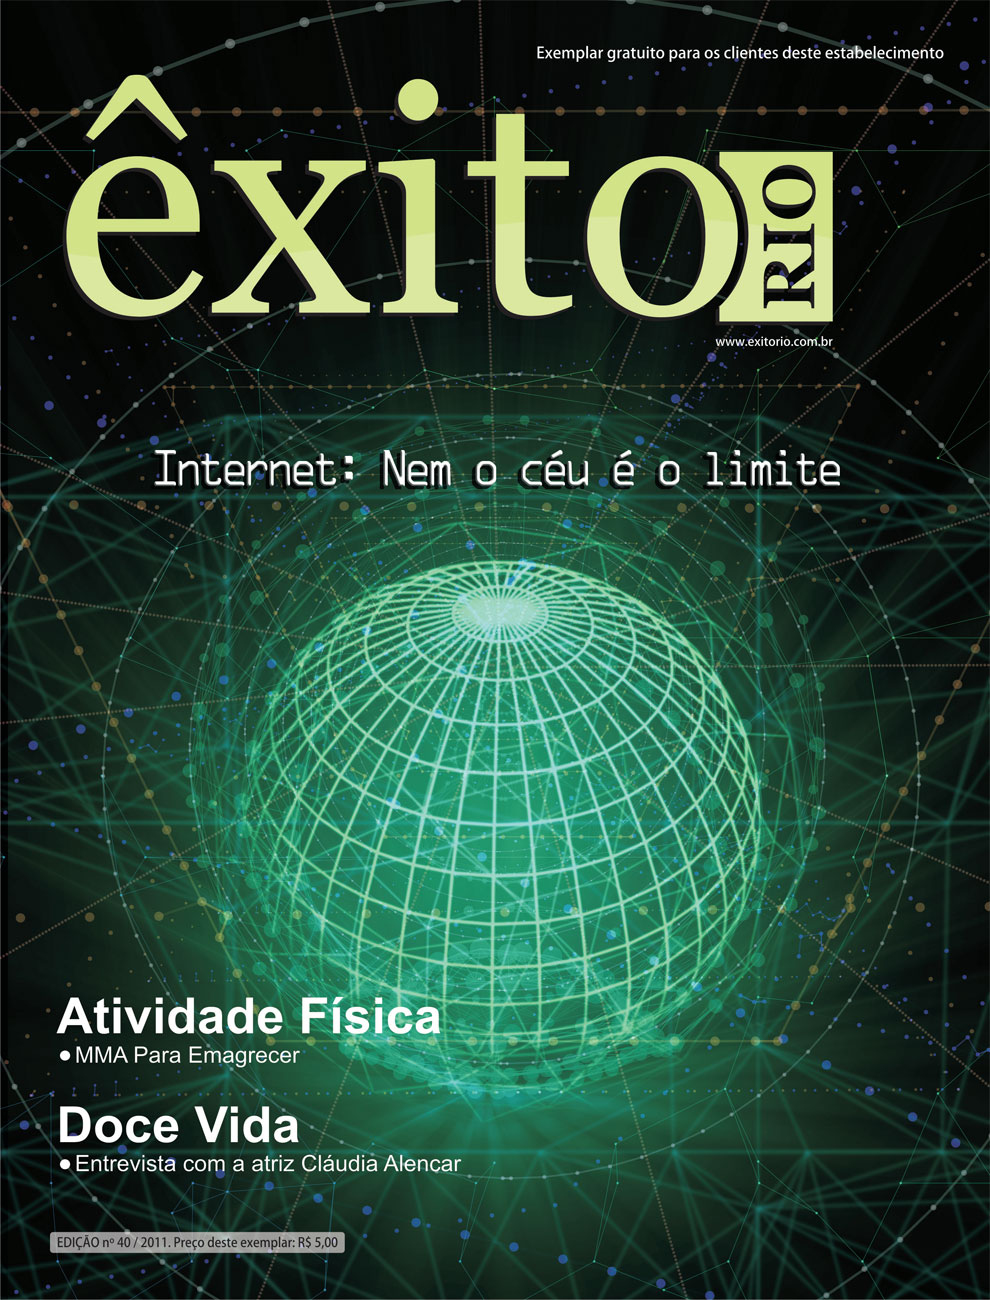 Exemplar gratuito para os clientes deste estabelecimento
êxito
RIO
www.exitorio.com.br
Internet: Nem o céu é o limite
Atividade Física
●MMA Para Emagrecer
Doce Vida
●Entrevista com a atriz Cláudia Alencar
EDIÇÃO nº 40 / 2011. Preço deste exemplar: R$ 5,00